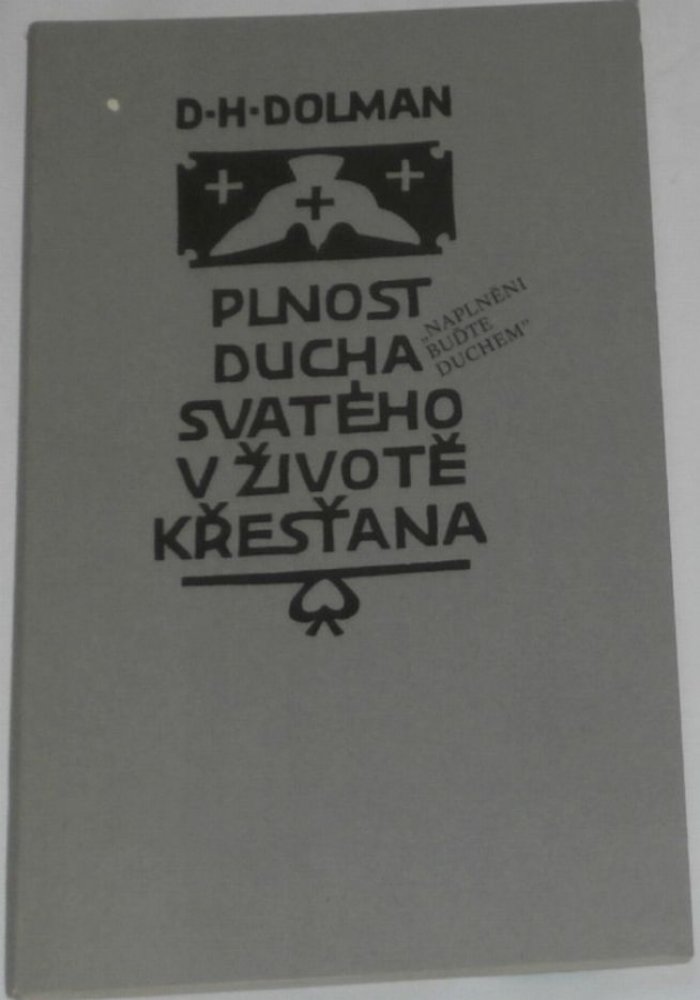 D·H·DOLMAN
PLNOST
DUCHA
SVATÉHO
V ŽIVOTĚ
KŘESŤANA
„NAPLNĚNI
BUĎTE
DUCHEM”